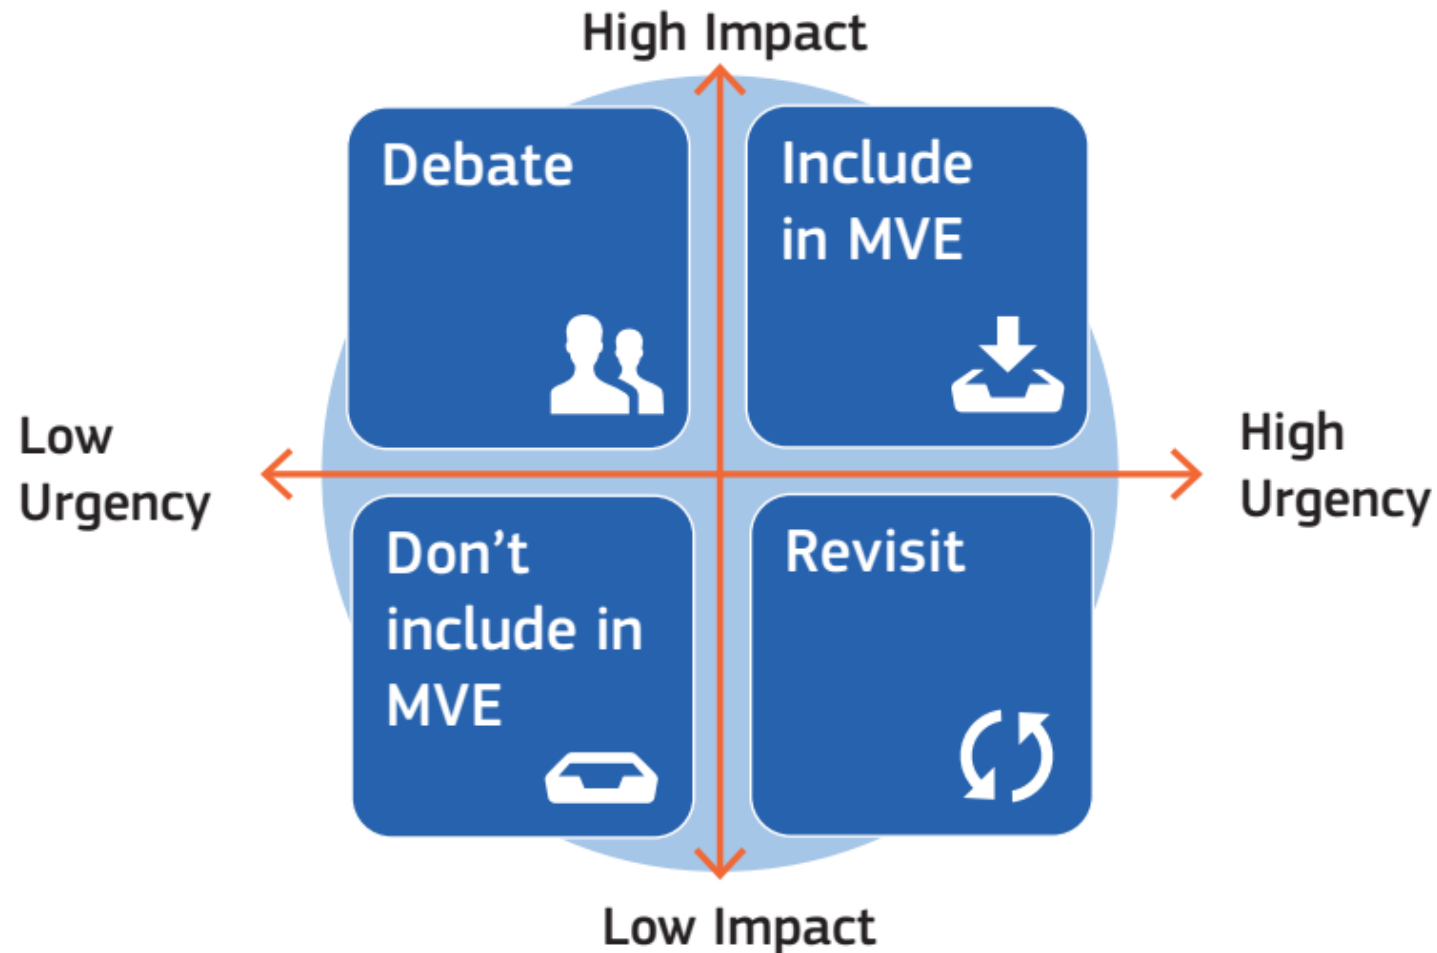 High Impact
Debate
Include
in MVE
Low
Urgency
High
Urgency
Don’t
include in
MVE
Revisit
Low Impact